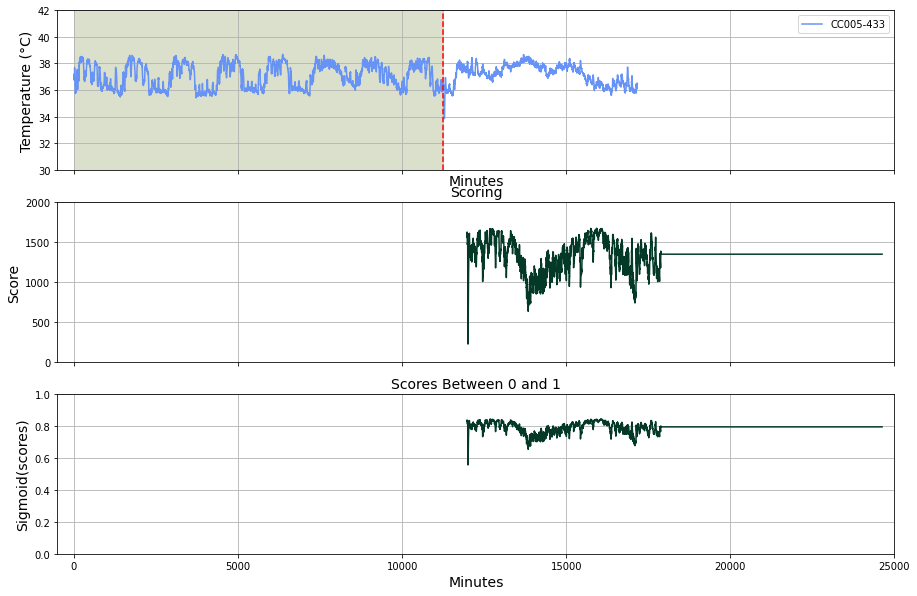 42
40
38
36
34
32
30
Temperature (°C)
CC005-433
Minutes
Scoring
2000
1500
1000
500
0
Score
Scores Between 0 and 1
1.0
0.8
0.6
0.4
0.2
0.0
Sigmoid(scores)
0 5000 10000 15000 20000 25000
Minutes